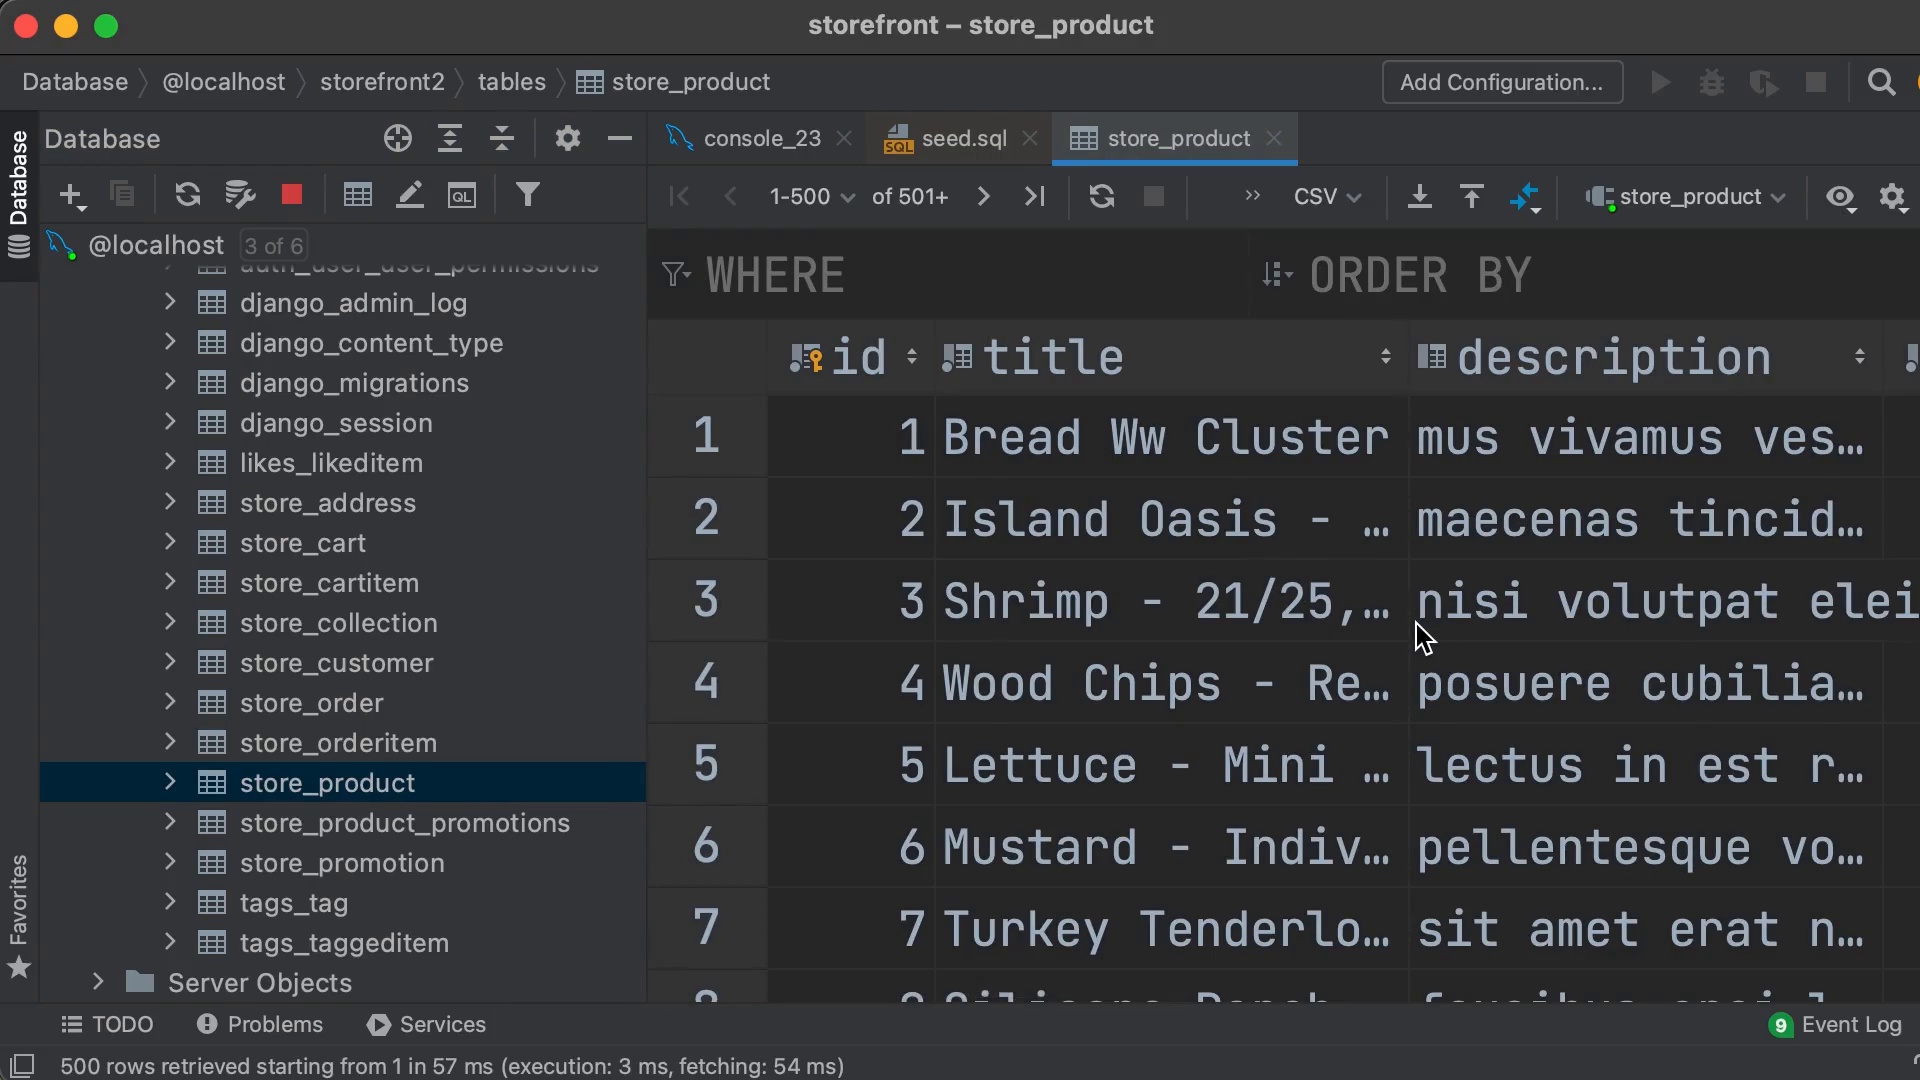 storefront – store_product
Database @localhost storefront2 tables store_product
Add Configuration...
Database
Database
console_23
seed.sql
store_product
1-500 of 501+
CSV
store_product
@localhost 3 of 6
auth_user_user_permissions
django_admin_log
django_content_type
django_migrations
django_session
likes_likeditem
store_address
store_cart
store_cartitem
store_collection
store_customer
store_order
store_orderitem
store_product
store_product_promotions
store_promotion
tags_tag
tags_taggeditem
Server Objects
WHERE ORDER BY
id title description
1 1 Bread Ww Cluster mus vivamus ves…
2 2 Island Oasis - … maecenas tincid…
3 3 Shrimp - 21/25,… nisi volutpat elei
4 4 Wood Chips - Re… posuere cubilia…
5 5 Lettuce - Mini … lectus in est r…
6 6 Mustard - Indiv… pellentesque vo…
7 7 Turkey Tenderlo… sit amet erat n…
Favorites
TODO Problems Services
9 Event Log
500 rows retrieved starting from 1 in 57 ms (execution: 3 ms, fetching: 54 ms)